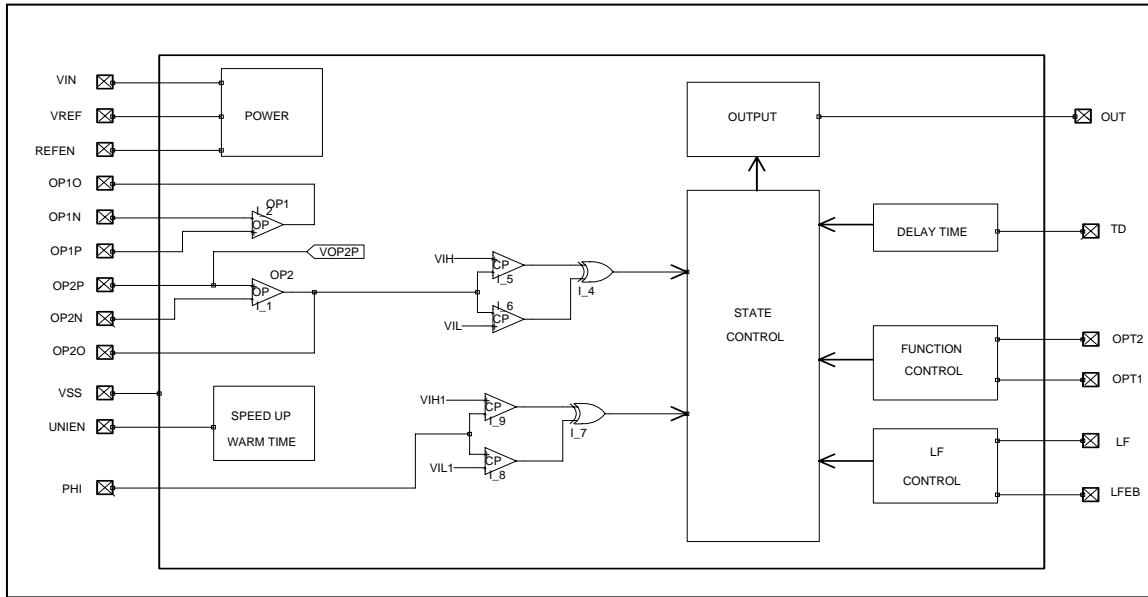 VIN
VREF
REFEN
OP1O
OP1N
OP1P
OP2P
OP2N
OP2O
VSS
UNIEN
PHI
POWER
OP1
I_2
OP
VOP2P
OP2
OP
I_1
SPEED UP
WARM TIME
VIH
CP
I_5
I_6
CP
VIL
I_4
VIH1
CP
I_9
CP
VIL1
I_8
I_7
OUTPUT
STATE
CONTROL
DELAY TIME
FUNCTION
CONTROL
LF
CONTROL
OUT
TD
OPT2
OPT1
LF
LFEB